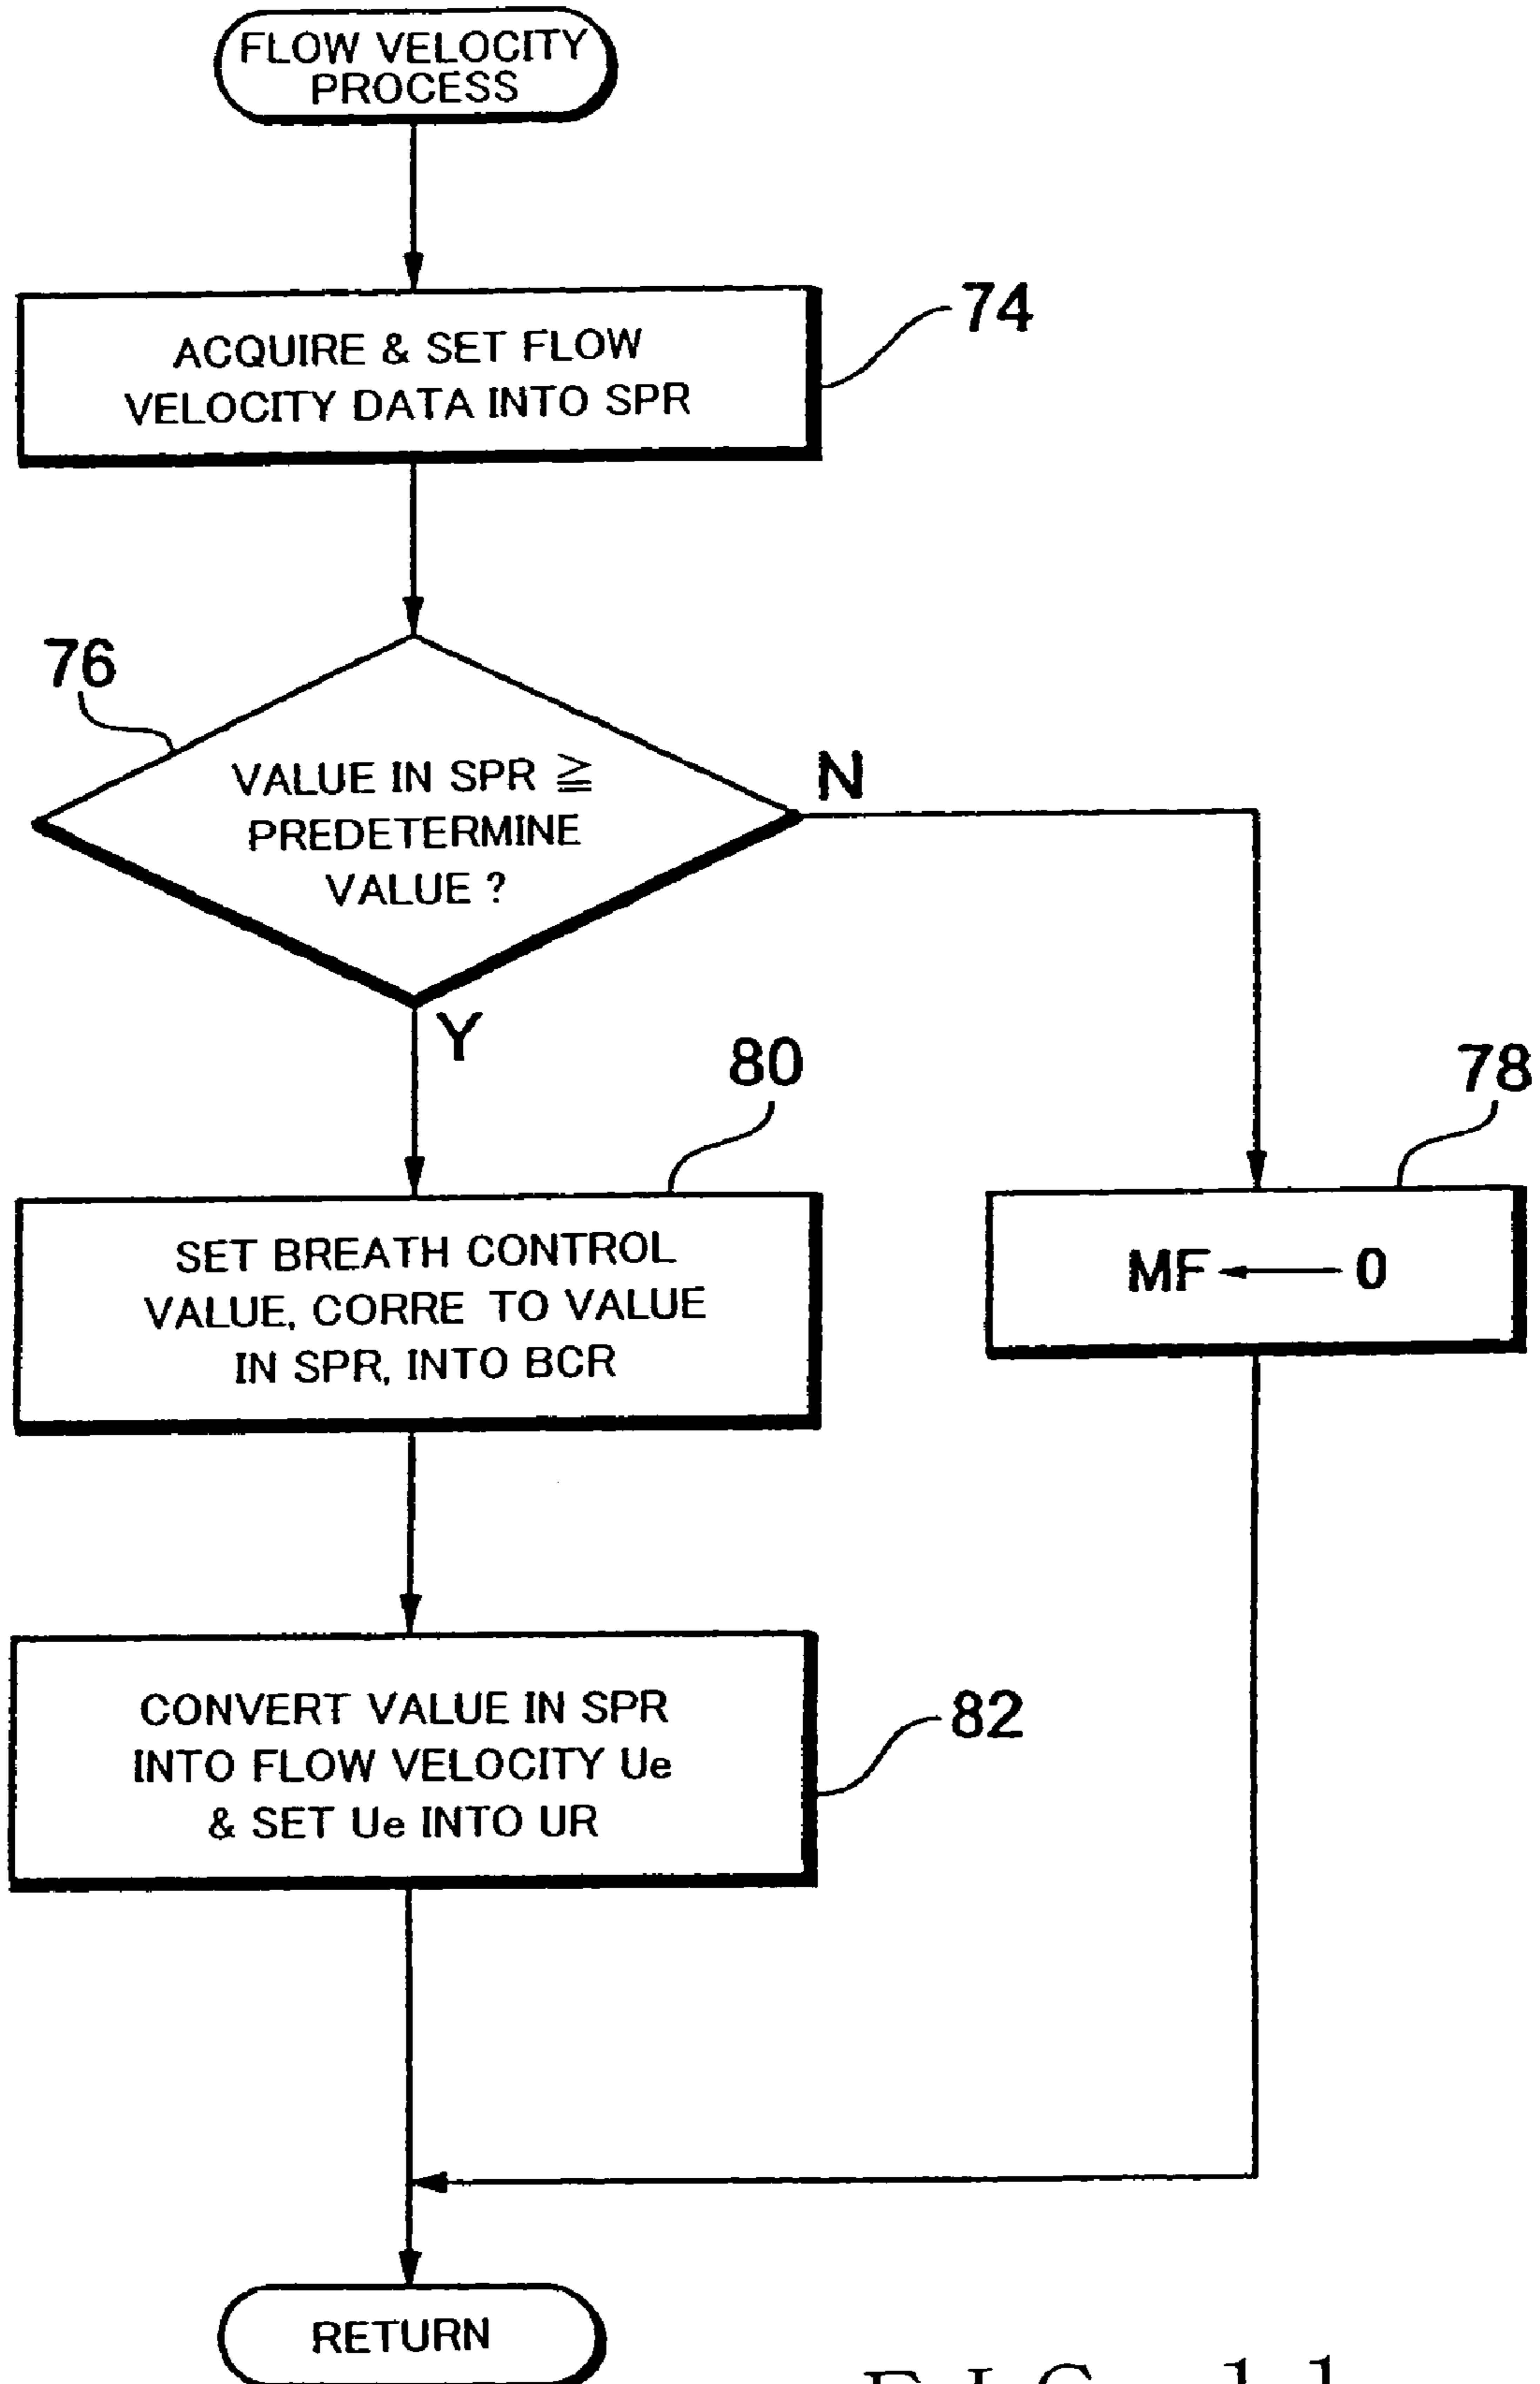 FLOW VELOCITY
PROCESS
74
ACQUIRE & SET FLOW
VELOCITY DATA INTO SPR
76
VALUE IN SPR ≧
PREDETERMINE
VALUE ?
N
Y
80
78
SET BREATH CONTROL
VALUE, CORRE TO VALUE
IN SPR, INTO BCR
MF ← 0
CONVERT VALUE IN SPR
INTO FLOW VELOCITY Ue
& SET Ue INTO UR
82
RETURN